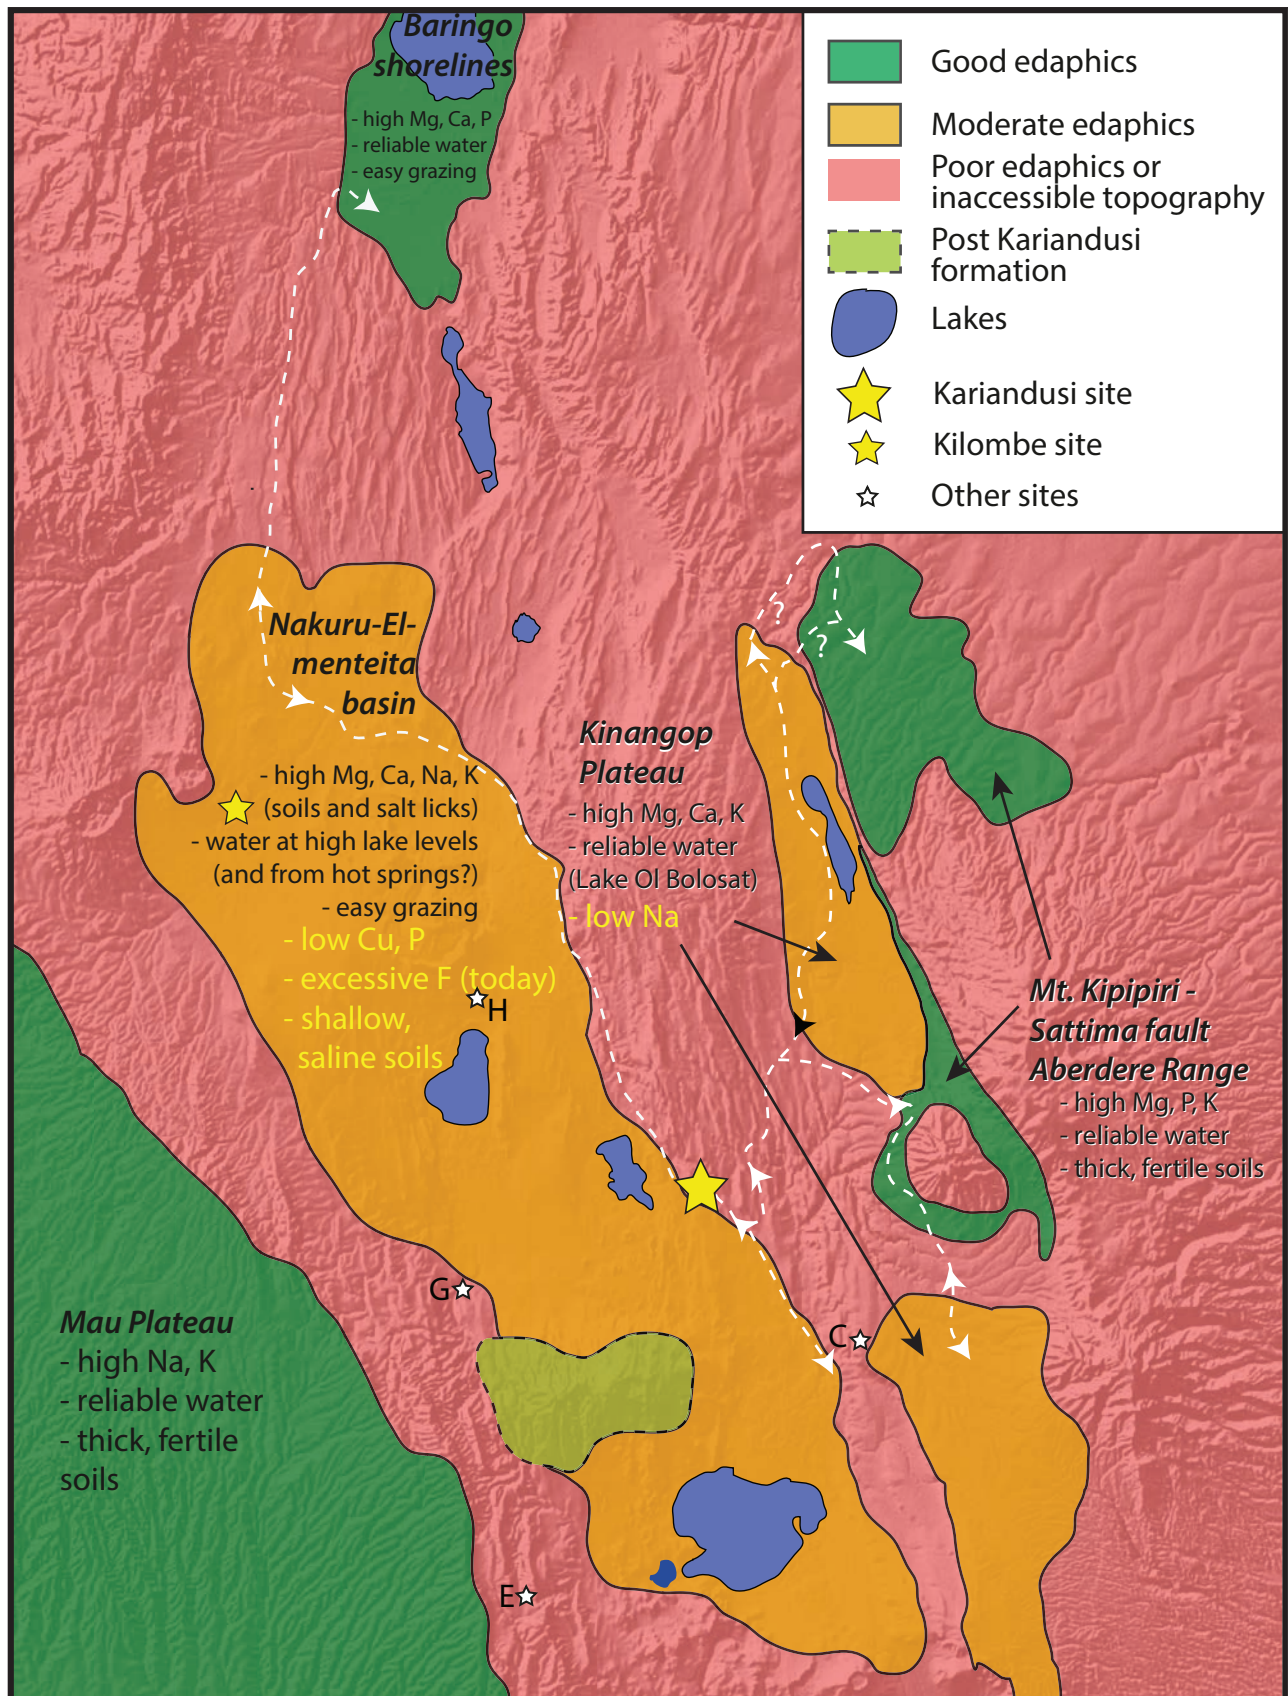 Baringo
shorelines
- high Mg, Ca, P
- reliable water
- easy grazing
Good edaphics
Moderate edaphics
Poor edaphics or
inaccessible topography
Post Kariandusi
formation
Lakes
Kariandusi site
Kilombe site
Other sites
Nakuru-El-
menteita
basin
- high Mg, Ca, Na, K
(soils and salt licks)
- water at high lake levels
(and from hot springs?)
- easy grazing
- low Cu, P
- excessive F (today)
- shallow,
saline soils
H
?
?
Kinangop
Plateau
- high Mg, Ca, K
- reliable water
(Lake Ol Bolosat)
- low Na
Mt. Kipipiri -
Sattima fault
Aberdere Range
- high Mg, P, K
- reliable water
- thick, fertile soils
G
C
Mau Plateau
- high Na, K
- reliable water
- thick, fertile
soils
E